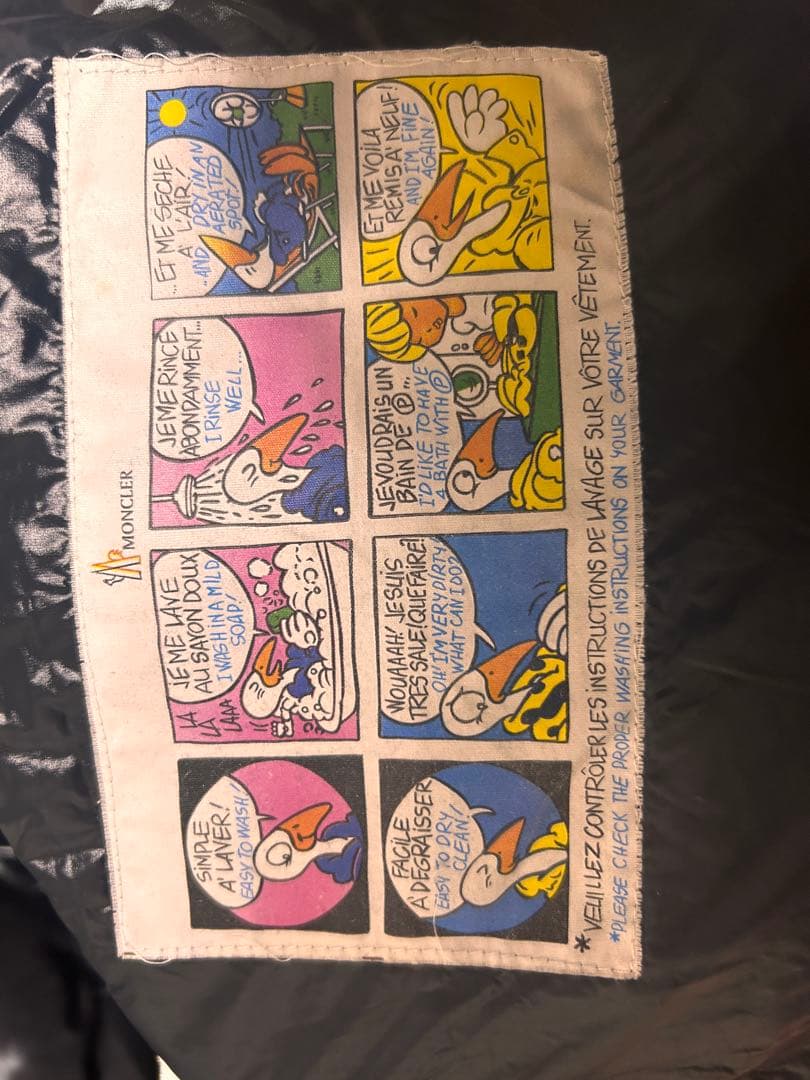 MONCLER
SIMPLE
À LAVER!
EASY TO WASH!
LA
LA
LAAA
JE ME LAVE
AU SAVON DOUX
I WASH IN A MILD
SOAP!
JE ME RINCE
ABONDAMMENT...
I RINSE
WELL...
...ET ME SECHE
A L'AIR!
...AND DRY IN AN
AERATED
SPOT!
FACILE
A DEGRAISSER
EASY TO DRY
CLEAN!
WOUAAAH! JE SUIS
TRES SALE! QUE FAIRE?
OH I'M VERY DIRTY
WHAT CAN I DO?
JE VOUDRAIS UN
BAIN DE Ⓟ...
I'D LIKE TO HAVE
A BATH WITH Ⓟ
ET ME VOILA
REMIS A NEUF!
AND I'M FINE
AGAIN!
*VEUILLEZ CONTRÔLER LES INSTRUCTIONS DE LAVAGE SUR VÔTRE VÊTEMENT.
*PLEASE CHECK THE PROPER WASHING INSTRUCTIONS ON YOUR GARMENT.